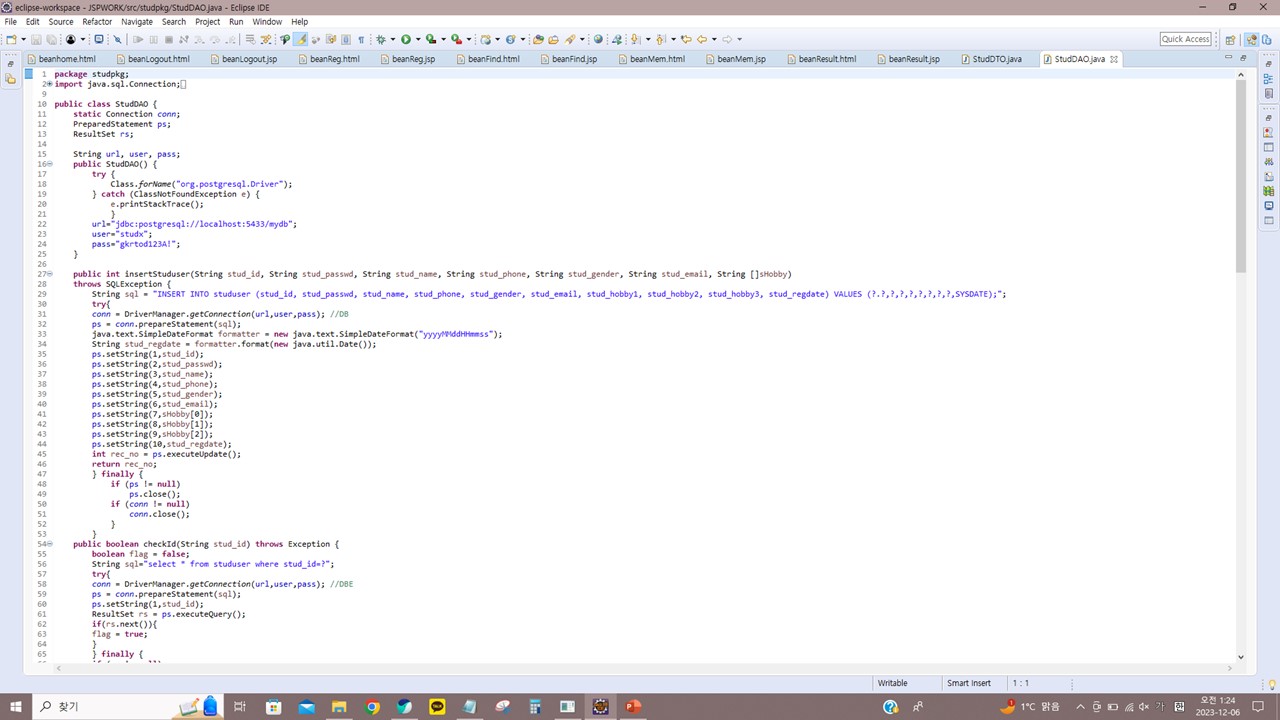 eclipse-workspace - JSPWORK/src/studpkg/StudDAO.java - Eclipse IDE
File Edit Source Refactor Navigate Search Project Run Window Help
Quick Access
beanhome.html beanLogout.html beanLogout.jsp beanReg.html beanReg.jsp beanFind.html beanFind.jsp beanMem.html beanMem.jsp beanResult.html beanResult.jsp StudDTO.java StudDAO.java
1 package studpkg;
2 import java.sql.Connection;
9
10 public class StudDAO {
11 static Connection conn;
12 PreparedStatement ps;
13 ResultSet rs;
14
15 String url, user, pass;
16 public StudDAO() {
17 try {
18 Class.forName("org.postgresql.Driver");
19 } catch (ClassNotFoundException e) {
20 e.printStackTrace();
21 }
22 url="jdbc:postgresql://localhost:5433/mydb";
23 user="studx";
24 pass="gkrtod123A!";
25 }
26
27 public int insertStuduser(String stud_id, String stud_passwd, String stud_name, String stud_phone, String stud_gender, String stud_email, String []sHobby)
28 throws SQLException {
29 String sql = "INSERT INTO studuser (stud_id, stud_passwd, stud_name, stud_phone, stud_gender, stud_email, stud_hobby1, stud_hobby2, stud_hobby3, stud_regdate) VALUES (?.?,?,?,?,?,?,?,?,SYSDATE);";
30 try{
31 conn = DriverManager.getConnection(url,user,pass); //DB
32 ps = conn.prepareStatement(sql);
33 java.text.SimpleDateFormat formatter = new java.text.SimpleDateFormat("yyyyMMddHHmmss");
34 String stud_regdate = formatter.format(new java.util.Date());
35 ps.setString(1,stud_id);
36 ps.setString(2,stud_passwd);
37 ps.setString(3,stud_name);
38 ps.setString(4,stud_phone);
39 ps.setString(5,stud_gender);
40 ps.setString(6,stud_email);
41 ps.setString(7,sHobby[0]);
42 ps.setString(8,sHobby[1]);
43 ps.setString(9,sHobby[2]);
44 ps.setString(10,stud_regdate);
45 int rec_no = ps.executeUpdate();
46 return rec_no;
47 } finally {
48 if (ps != null)
49 ps.close();
50 if (conn != null)
51 conn.close();
52 }
53 }
54 public boolean checkId(String stud_id) throws Exception {
55 boolean flag = false;
56 String sql="select * from studuser where stud_id=?";
57 try{
58 conn = DriverManager.getConnection(url,user,pass); //DBE
59 ps = conn.prepareStatement(sql);
60 ps.setString(1,stud_id);
61 ResultSet rs = ps.executeQuery();
62 if(rs.next()){
63 flag = true;
64 }
65 } finally {
Writable Smart Insert 1 : 1
찾기 1°C 맑음 가 오전 1:24
2023-12-06